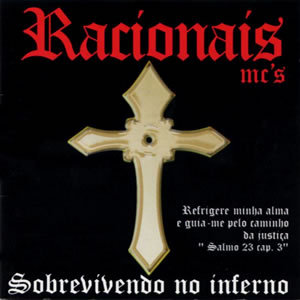 Racionais
mc's
Refrigere minha alma
e guia-me pelo caminho
da justiça
" Salmo 23 cap. 3"
Sobrevivendo no inferno